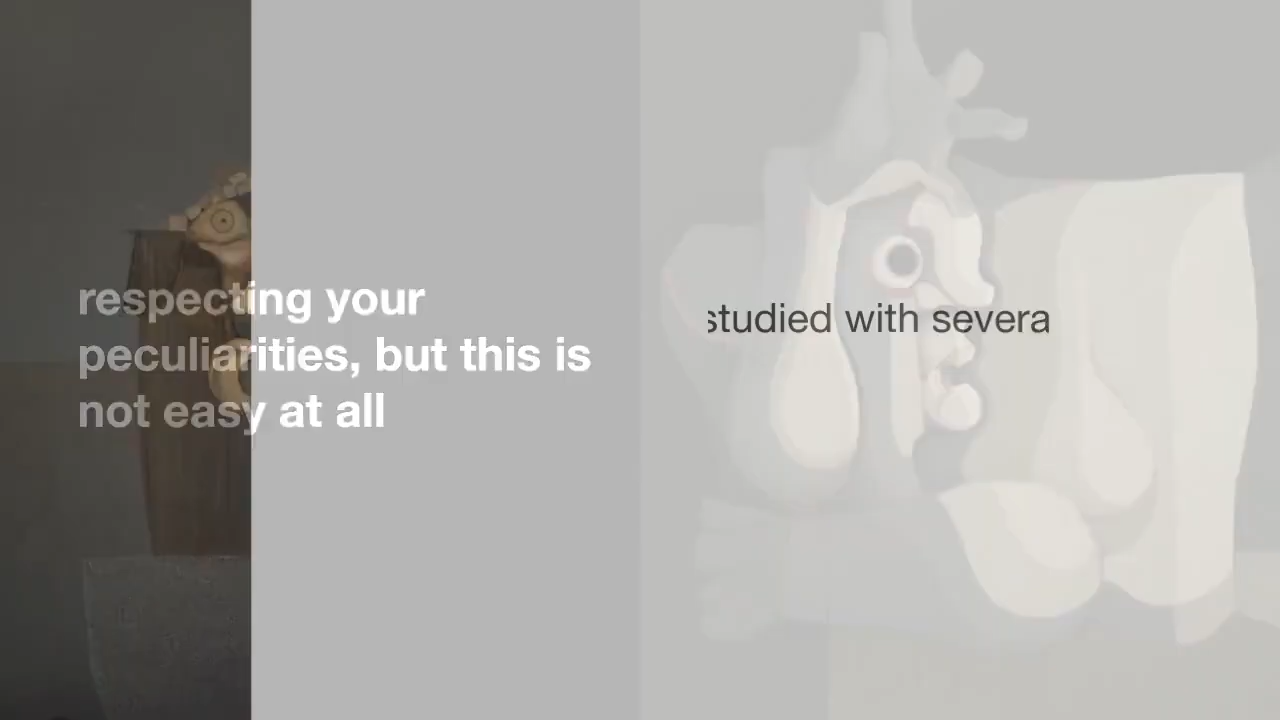 respecting your
peculiarities, but this is
not easy at all
studied with severa